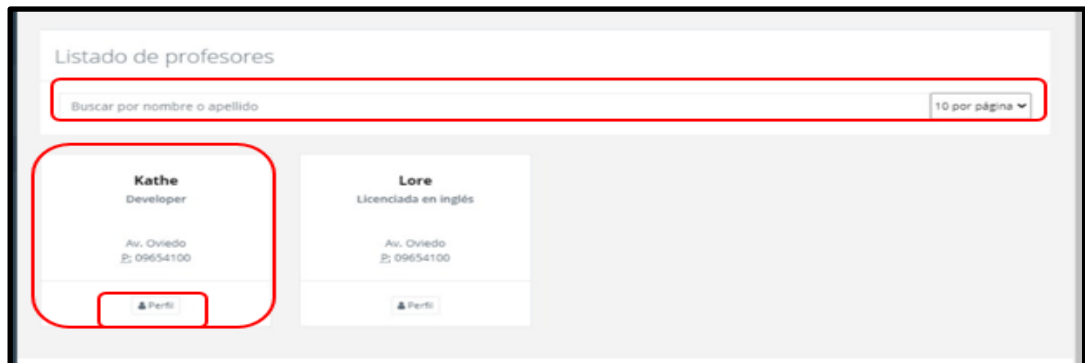 Listado de profesores
Buscar por nombre o apellido 10 por página
Kathe
Developer
Av. Oviedo
P: 09654100
Perfil
Lore
Licenciada en inglés
Av. Oviedo
P: 09654100
Perfil